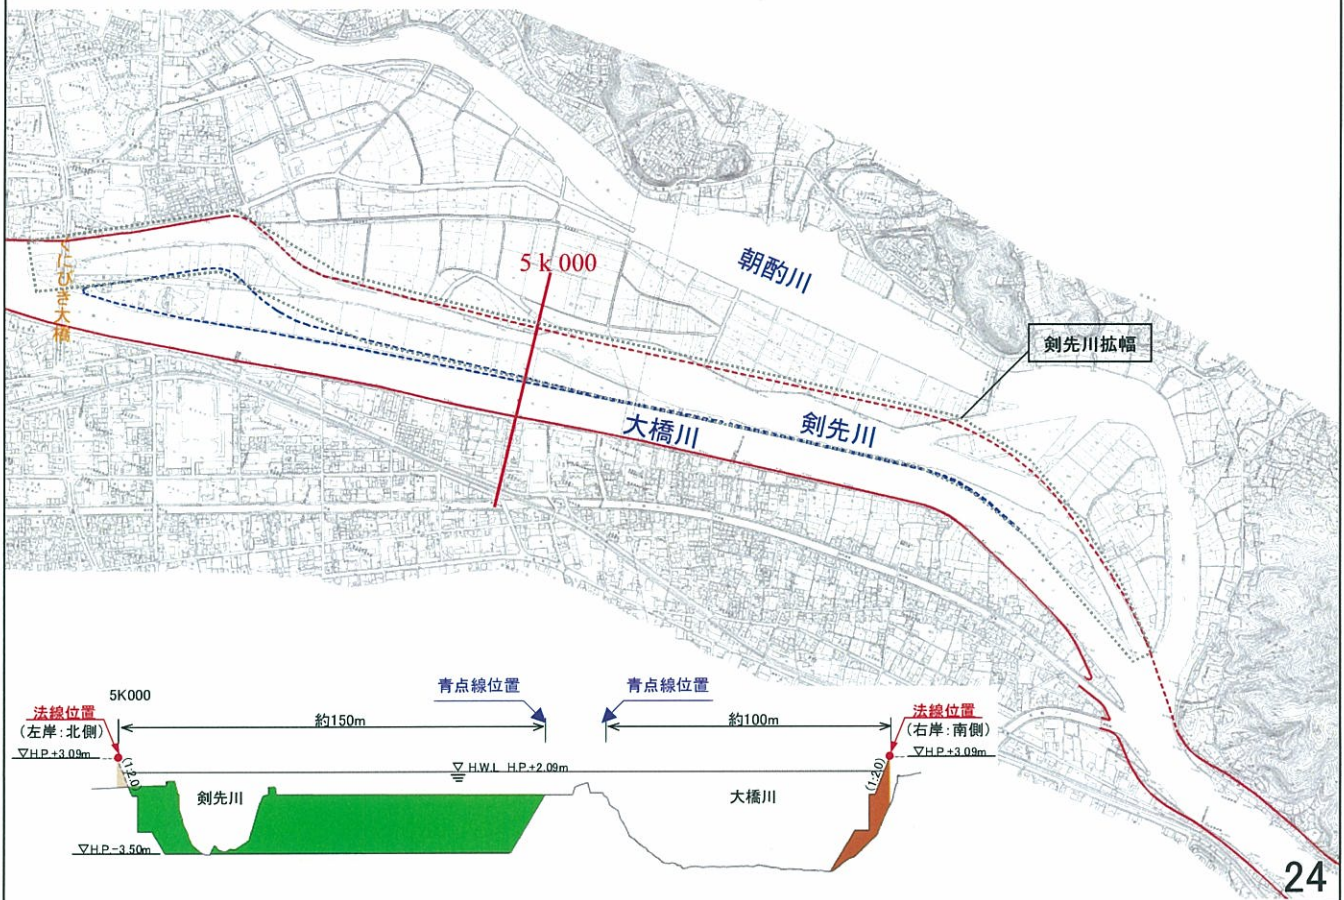 くにびき大橋
5ｋ000
朝酌川
剣先川拡幅
大橋川
剣先川
5K000
法線位置
(左岸:北側)
▽H.P.+3.09m
(1:2.0)
約150m
青点線位置
青点線位置
約100m
法線位置
(右岸:南側)
▽H.P.+3.09m
(1:2.0)
▽ H.W.L H.P.+2.09m
剣先川
大橋川
▽H.P.-3.50m
24